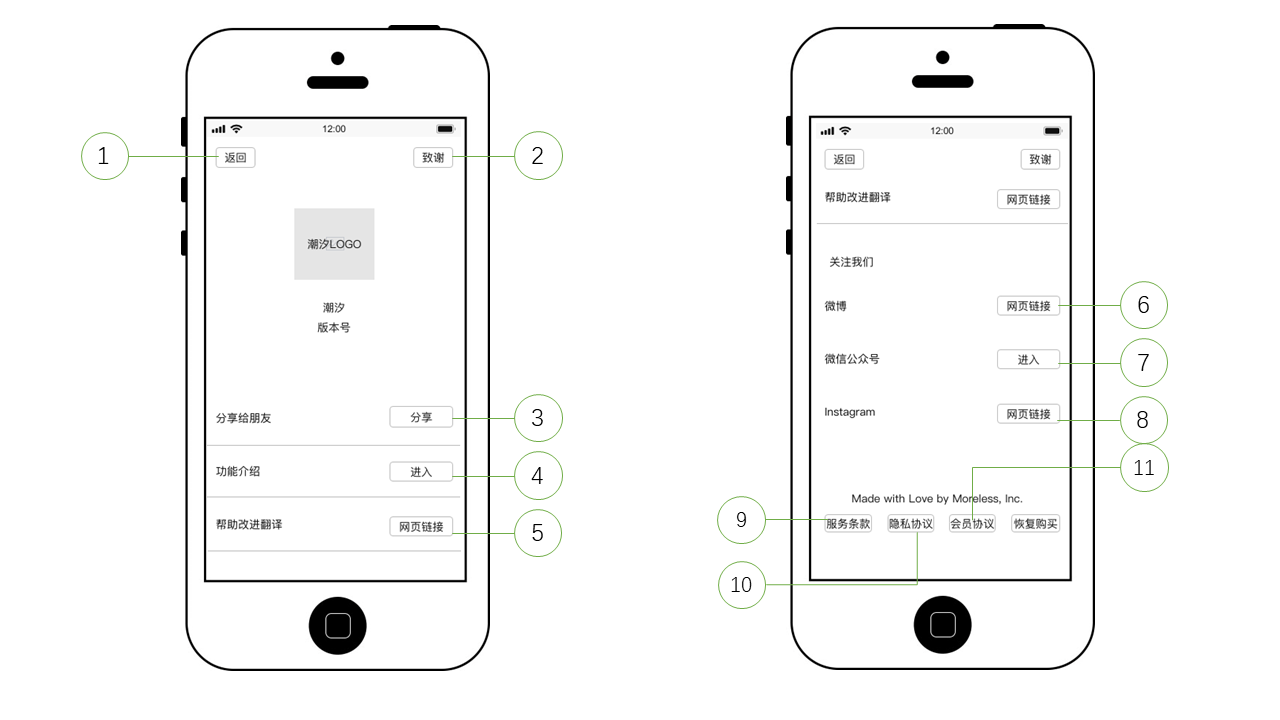 12:00
1
返回
致谢
2
潮汐LOGO
潮汐
版本号
分享给朋友
分享
3
功能介绍
进入
4
帮助改进翻译
网页链接
5
12:00
返回
致谢
帮助改进翻译
网页链接
关注我们
微博
网页链接
6
微信公众号
进入
7
Instagram
网页链接
8
11
Made with Love by Moreless, Inc.
9
服务条款
隐私协议
会员协议
恢复购买
10